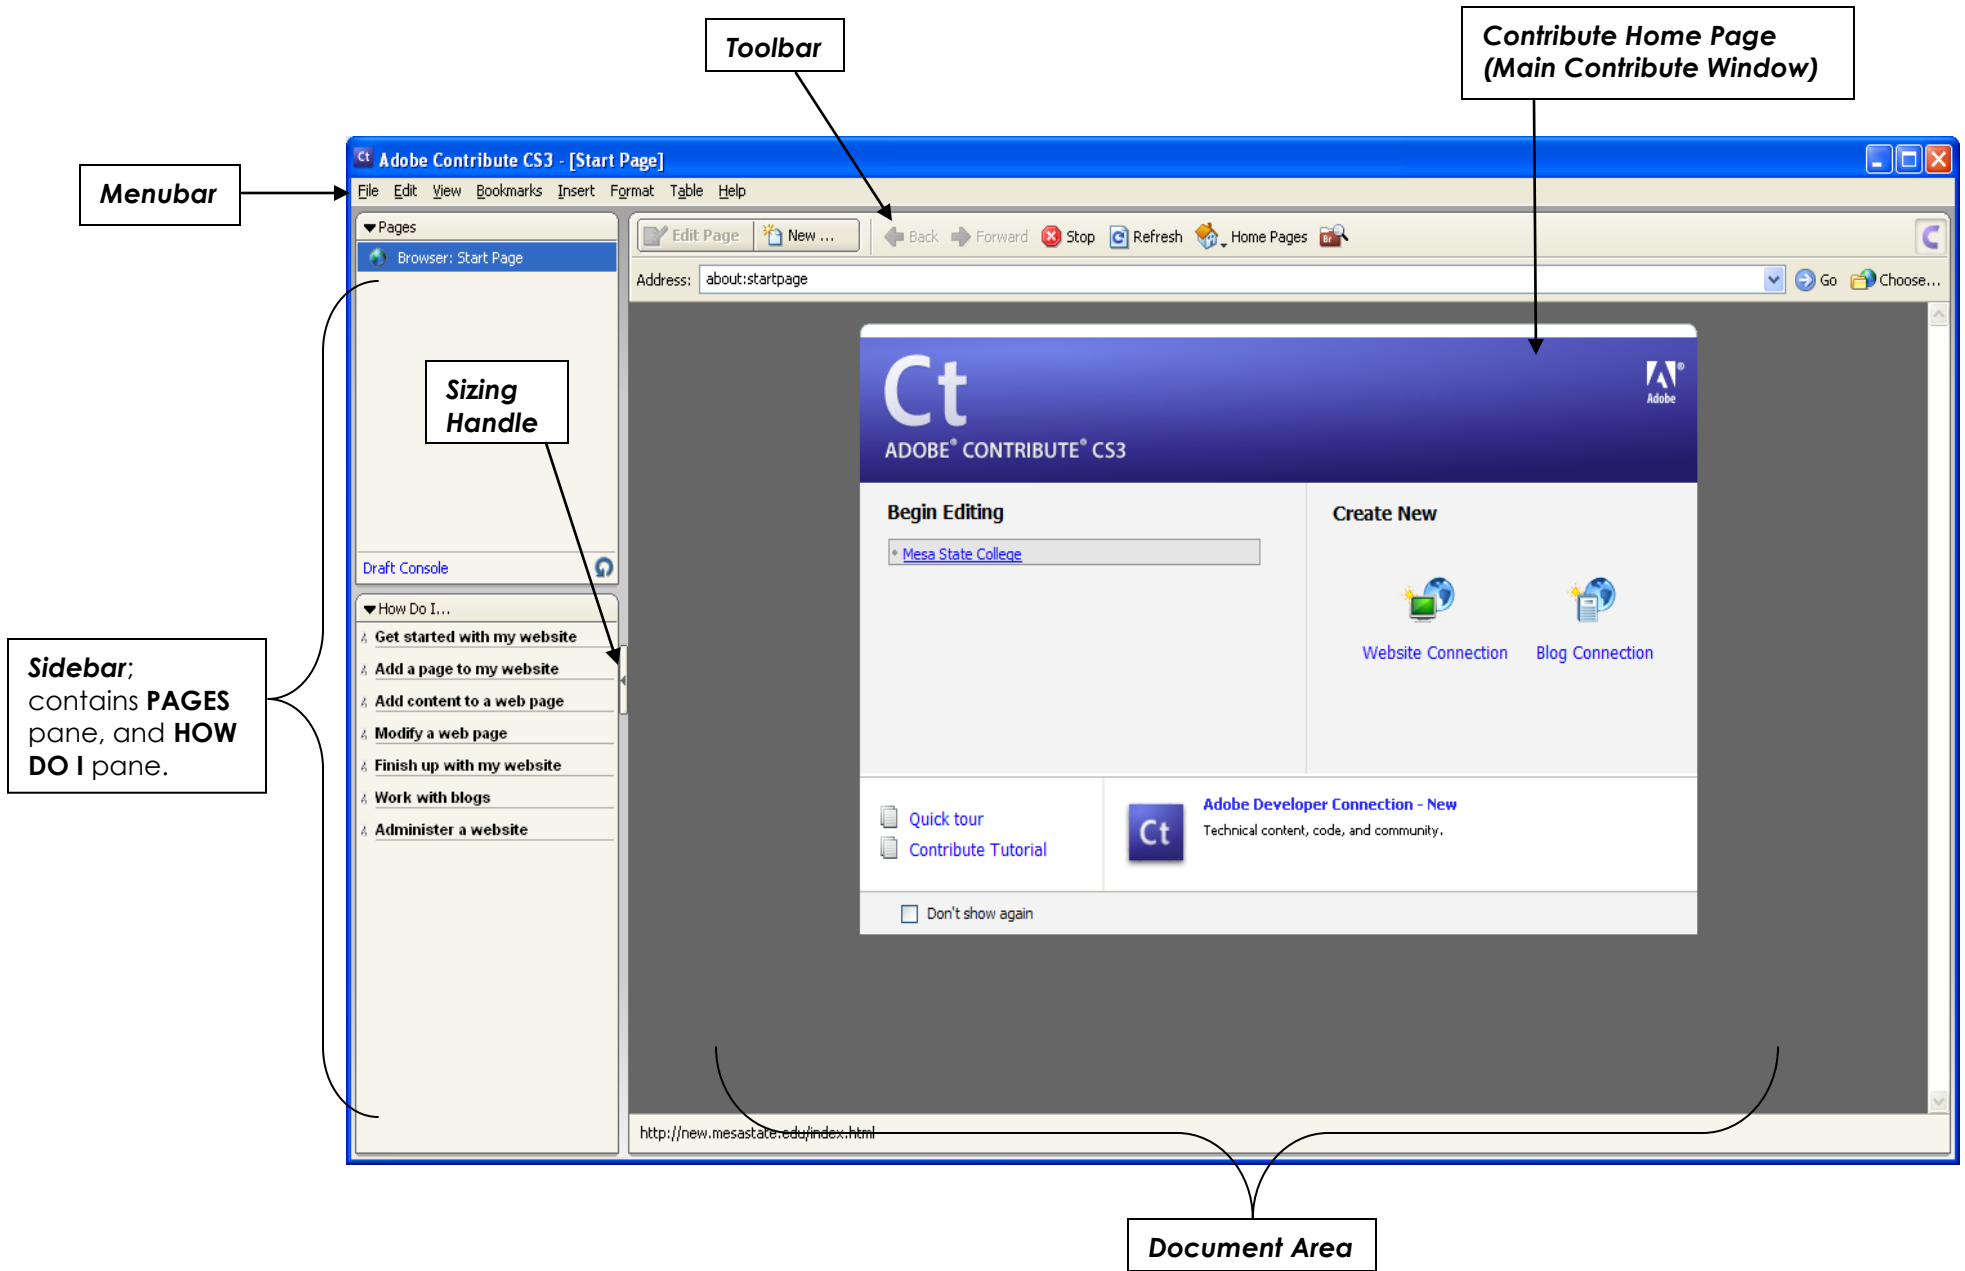 Toolbar
Contribute Home Page
(Main Contribute Window)
Menubar
Ct Adobe Contribute CS3 - [Start Page]
File Edit View Bookmarks Insert Format Table Help
Pages
Browser: Start Page
Edit Page New ... Back Forward Stop Refresh Home Pages Br
Address: about:startpage Go Choose...
Sizing
Handle
Draft Console
How Do I...
Get started with my website
Add a page to my website
Add content to a web page
Modify a web page
Finish up with my website
Work with blogs
Administer a website
Sidebar;
contains PAGES
pane, and HOW
DO I pane.
Ct
Adobe
ADOBE® CONTRIBUTE® CS3
Begin Editing
Mesa State College
Create New
Website Connection Blog Connection
Quick tour
Contribute Tutorial
Ct
Adobe Developer Connection - New
Technical content, code, and community.
Don't show again
http://new.mesastate.edu/index.html
Document Area